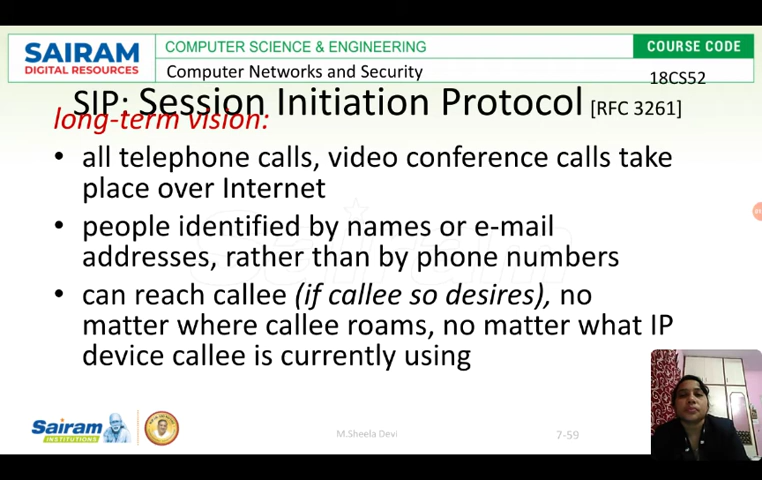 SAIRAM
DIGITAL RESOURCES
COMPUTER SCIENCE & ENGINEERING
COURSE CODE
Computer Networks and Security
18CS52
SIP: Session Initiation Protocol [RFC 3261]
long-term vision:
• all telephone calls, video conference calls take
place over Internet
• people identified by names or e-mail
addresses, rather than by phone numbers
• can reach callee (if callee so desires), no
matter where callee roams, no matter what IP
device callee is currently using
Sairam
Sairam
INSTITUTIONS
M.Sheela Devi
7-59